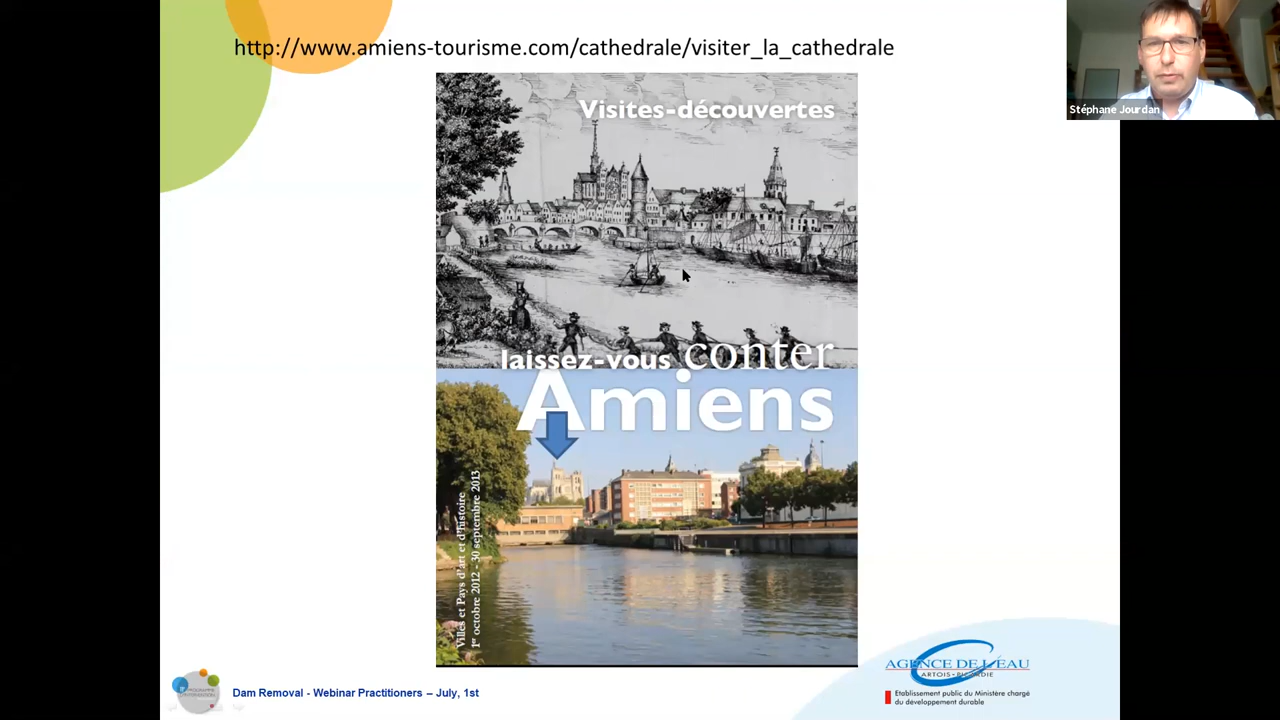 http://www.amiens-tourisme.com/cathedrale/visiter_la_cathedrale
Stéphane Jourdan
Visites-découvertes
laissez-vous conter
Amiens
Villes et Pays d'art et d'histoire
1er octobre 2012 - 30 septembre 2013
Dam Removal - Webinar Practitioners – July, 1st
AGENCE DE L'EAU
ARTOIS-PICARDIE
Etablissement public du Ministère chargé
du développement durable